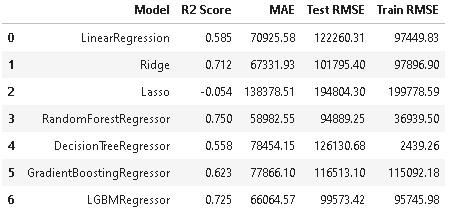 Model R2 Score MAE Test RMSE Train RMSE
0 LinearRegression 0.585 70925.58 122260.31 97449.83
1 Ridge 0.712 67331.93 101795.40 97896.90
2 Lasso -0.054 138378.51 194804.30 199778.59
3 RandomForestRegressor 0.750 58982.55 94889.25 36939.50
4 DecisionTreeRegressor 0.558 78454.15 126130.68 2439.26
5 GradientBoostingRegressor 0.623 77866.10 116513.10 115092.18
6 LGBMRegressor 0.725 66064.57 99573.42 95745.98